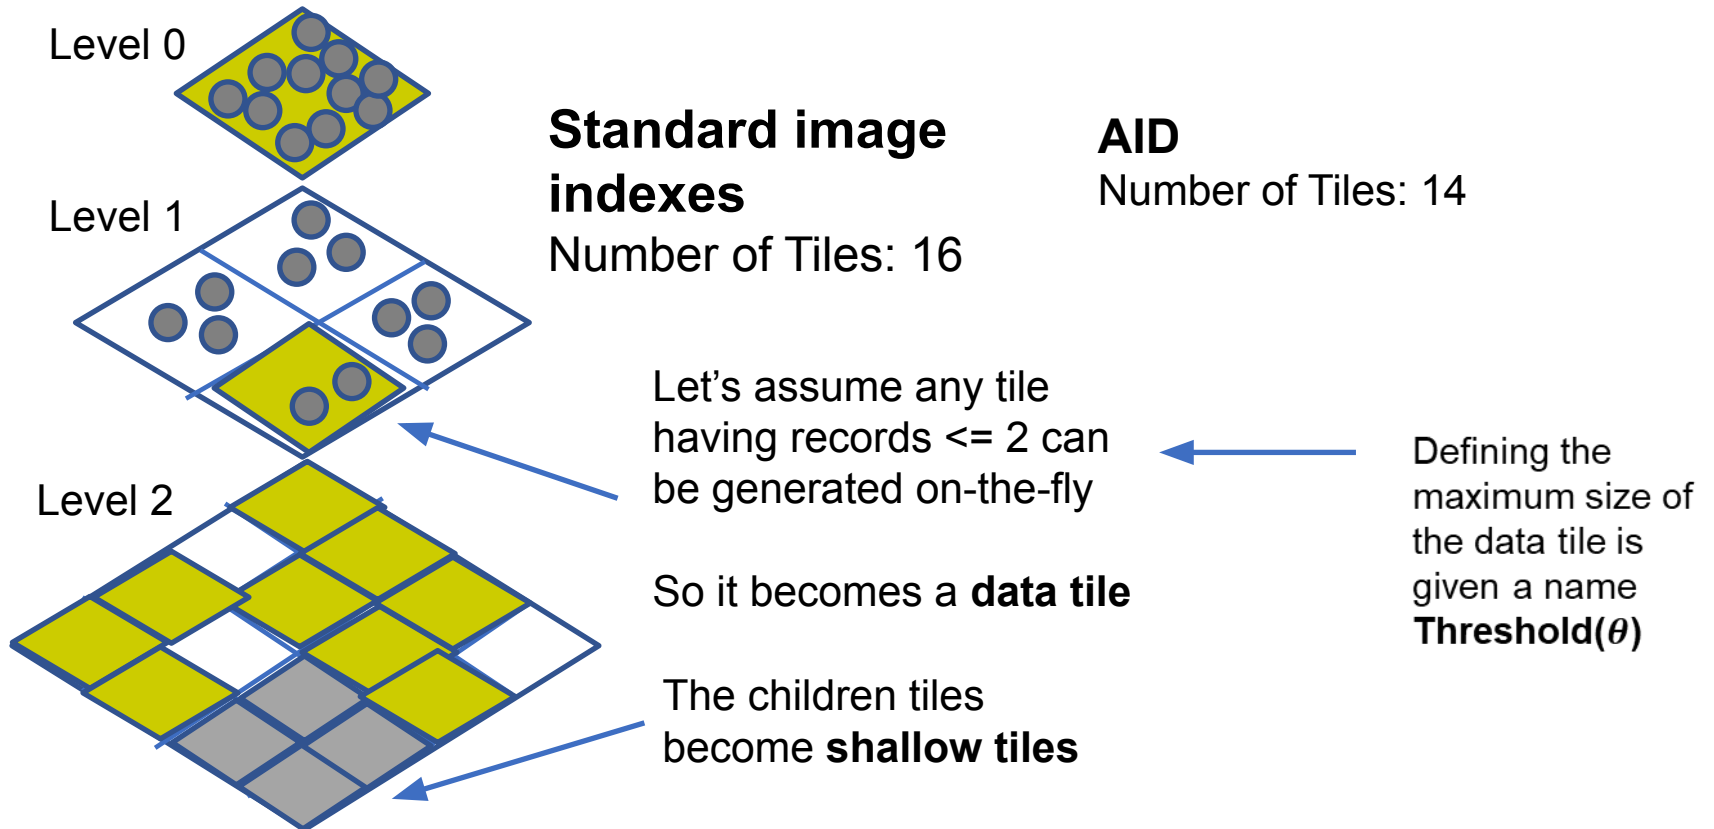 Level 0
Standard image
indexes
Number of Tiles: 16
AID
Number of Tiles: 14
Level 1
Let's assume any tile
having records <= 2 can
be generated on-the-fly
Defining the
maximum size of
the data tile is
given a name
Threshold(θ)
Level 2
So it becomes a data tile
The children tiles
become shallow tiles